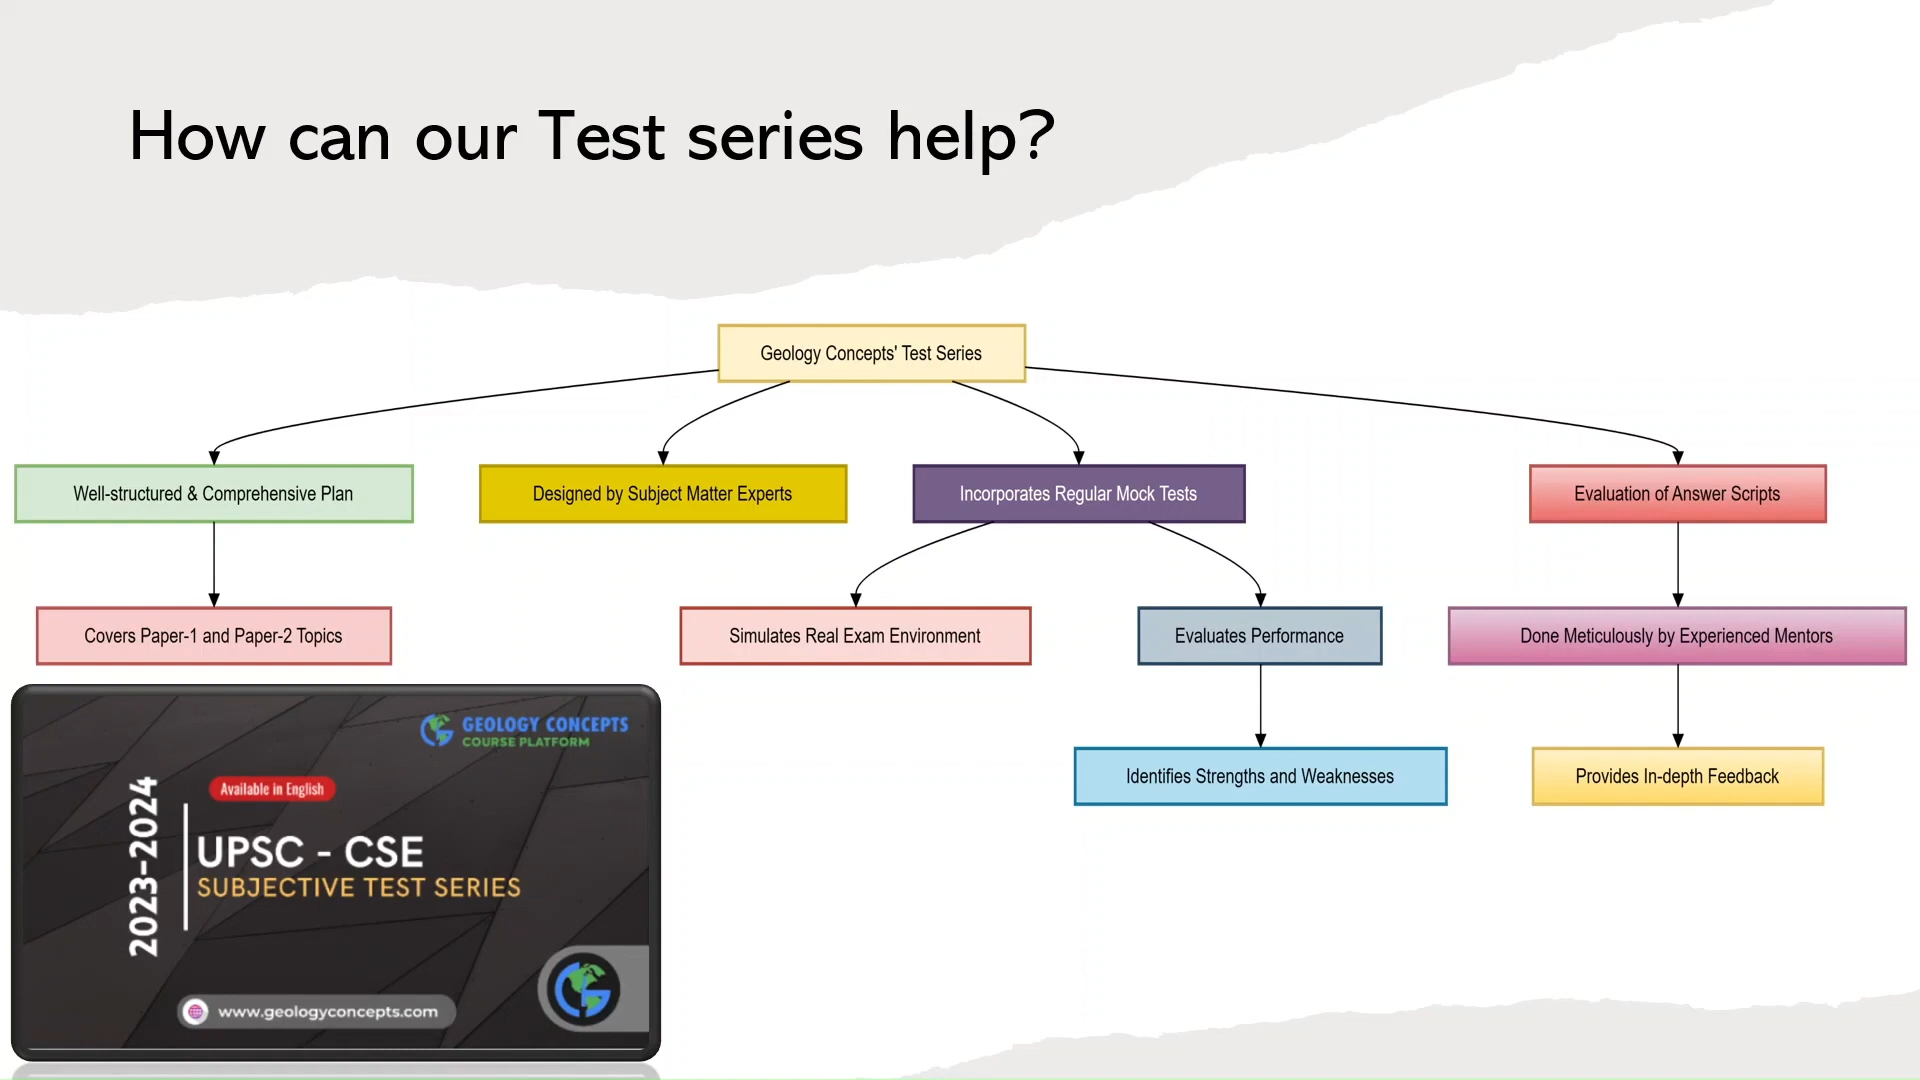 How can our Test series help?
Geology Concepts' Test Series
Well-structured & Comprehensive Plan
Designed by Subject Matter Experts
Incorporates Regular Mock Tests
Evaluation of Answer Scripts
Covers Paper-1 and Paper-2 Topics
Simulates Real Exam Environment
Evaluates Performance
Done Meticulously by Experienced Mentors
Identifies Strengths and Weaknesses
Provides In-depth Feedback
GEOLOGY CONCEPTS
COURSE PLATFORM
Available in English
2023-2024
UPSC - CSE
SUBJECTIVE TEST SERIES
www.geologyconcepts.com